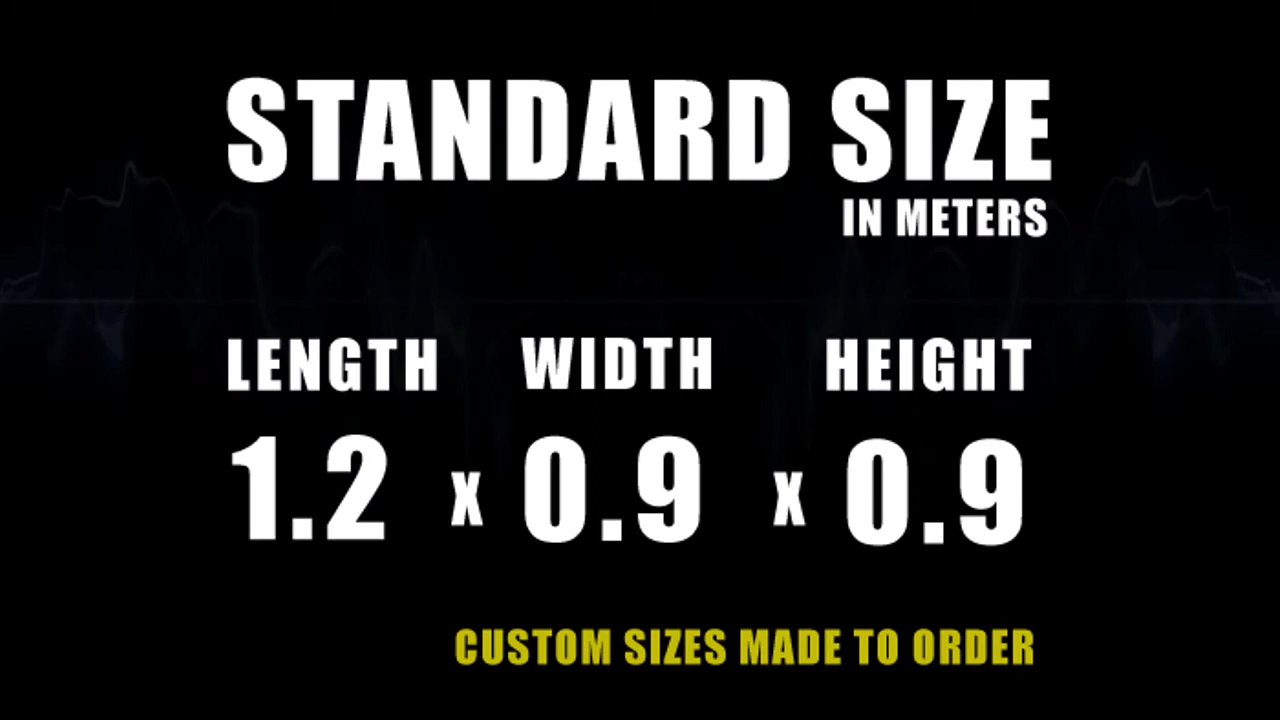 STANDARD SIZE
IN METERS
LENGTH WIDTH HEIGHT
1.2 x 0.9 x 0.9
CUSTOM SIZES MADE TO ORDER